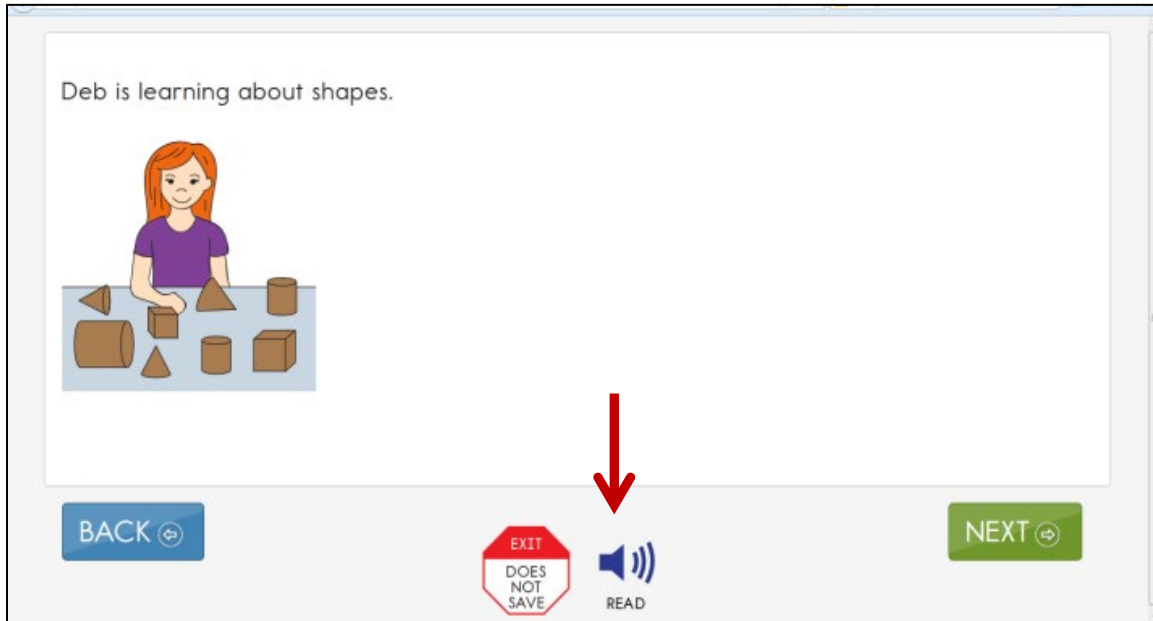 Deb is learning about shapes.
BACK
EXIT
DOES
NOT
SAVE
READ
NEXT